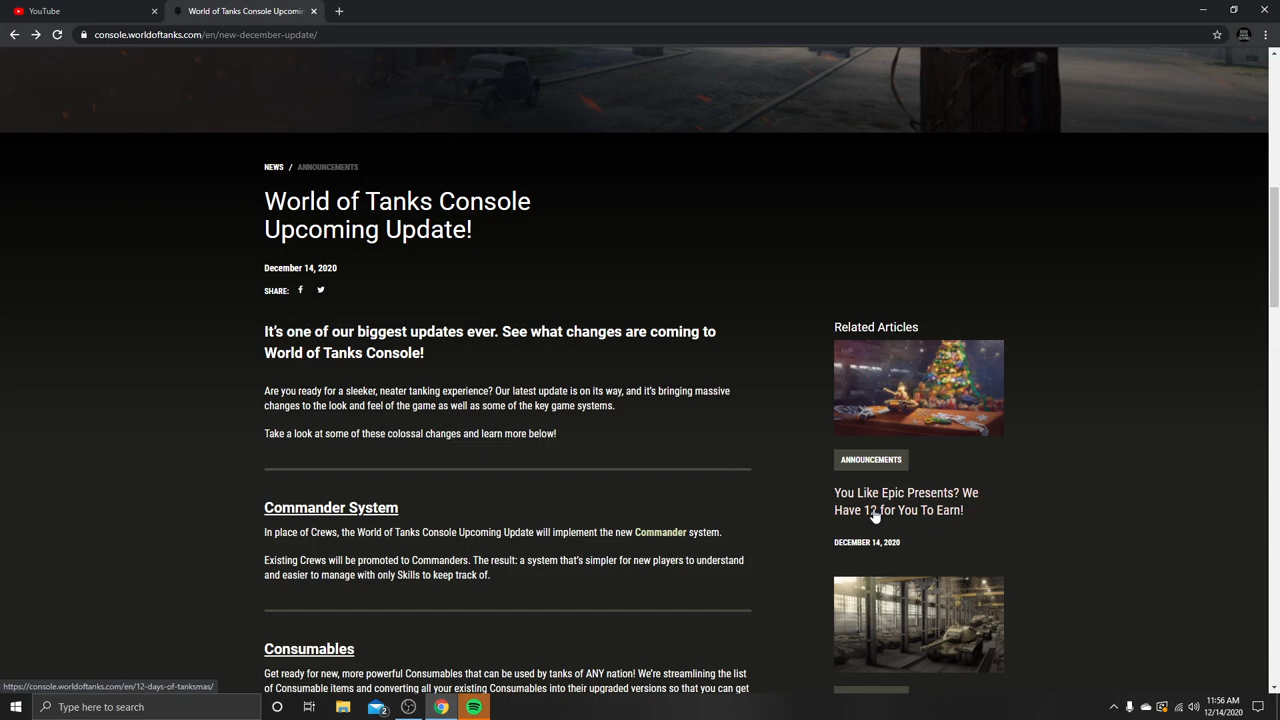 YouTube
World of Tanks Console Upcomin
console.worldoftanks.com/en/new-december-update/
NEWS / ANNOUNCEMENTS
World of Tanks Console
Upcoming Update!
December 14, 2020
SHARE:
It's one of our biggest updates ever. See what changes are coming to
World of Tanks Console!
Are you ready for a sleeker, neater tanking experience? Our latest update is on its way, and it's bringing massive
changes to the look and feel of the game as well as some of the key game systems.
Take a look at some of these colossal changes and learn more below!
Commander System
In place of Crews, the World of Tanks Console Upcoming Update will implement the new Commander system.
Existing Crews will be promoted to Commanders. The result: a system that's simpler for new players to understand
and easier to manage with only Skills to keep track of.
Consumables
Get ready for new, more powerful Consumables that can be used by tanks of ANY nation! We're streamlining the list
of Consumable items and converting all your existing Consumables into their upgraded versions so that you can get
Related Articles
ANNOUNCEMENTS
You Like Epic Presents? We
Have 12 for You To Earn!
DECEMBER 14, 2020
https://console.worldoftanks.com/en/12-days-of-tanksmas/
Type here to search
2
11:56 AM
12/14/2020